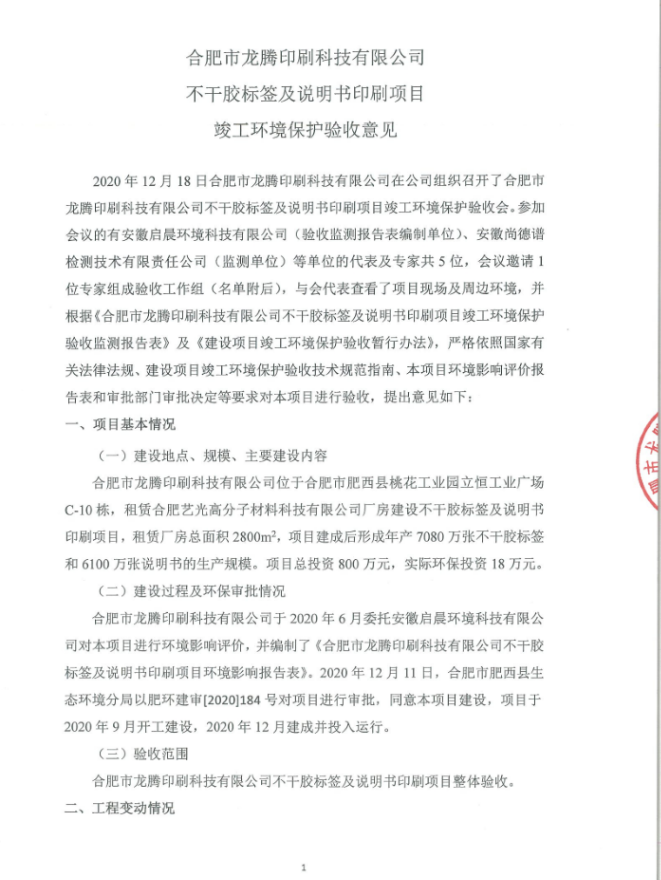 合肥市龙腾印刷科技有限公司
不干胶标签及说明书印刷项目
竣工环境保护验收意见
2020 年 12 月 18 日合肥市龙腾印刷科技有限公司在公司组织召开了合肥市
龙腾印刷科技有限公司不干胶标签及说明书印刷项目竣工环境保护验收会。参加
会议的有安徽启晨环境科技有限公司（验收监测报告表编制单位）、安徽尚德谱
检测技术有限责任公司（监测单位）等单位的代表及专家共 5 位，会议邀请 1
位专家组成验收工作组（名单附后），与会代表查看了项目现场及周边环境，并
根据《合肥市龙腾印刷科技有限公司不干胶标签及说明书印刷项目竣工环境保护
验收监测报告表》及《建设项目竣工环境保护验收暂行办法》，严格依照国家有
关法律法规、建设项目竣工环境保护验收技术规范指南、本项目环境影响评价报
告表和审批部门审批决定等要求对本项目进行验收，提出意见如下：
一、项目基本情况
（一）建设地点、规模、主要建设内容
合肥市龙腾印刷科技有限公司位于合肥市肥西县桃花工业园立恒工业广场
C-10 栋，租赁合肥艺光高分子材料科技有限公司厂房建设不干胶标签及说明书
印刷项目，租赁厂房总面积 2800m²，项目建成后形成年产 7080 万张不干胶标签
和 6100 万张说明书的生产规模。项目总投资 800 万元，实际环保投资 18 万元。
（二）建设过程及环保审批情况
合肥市龙腾印刷科技有限公司于 2020 年 6 月委托安徽启晨环境科技有限公
司对本项目进行环境影响评价，并编制了《合肥市龙腾印刷科技有限公司不干胶
标签及说明书印刷项目环境影响报告表》。2020 年 12 月 11 日，合肥市肥西县生
态环境分局以肥环建审[2020]184 号对项目进行审批，同意本项目建设，项目于
2020 年 9 月开工建设，2020 年 12 月建成并投入运行。
（三）验收范围
合肥市龙腾印刷科技有限公司不干胶标签及说明书印刷项目整体验收。
二、工程变动情况
1